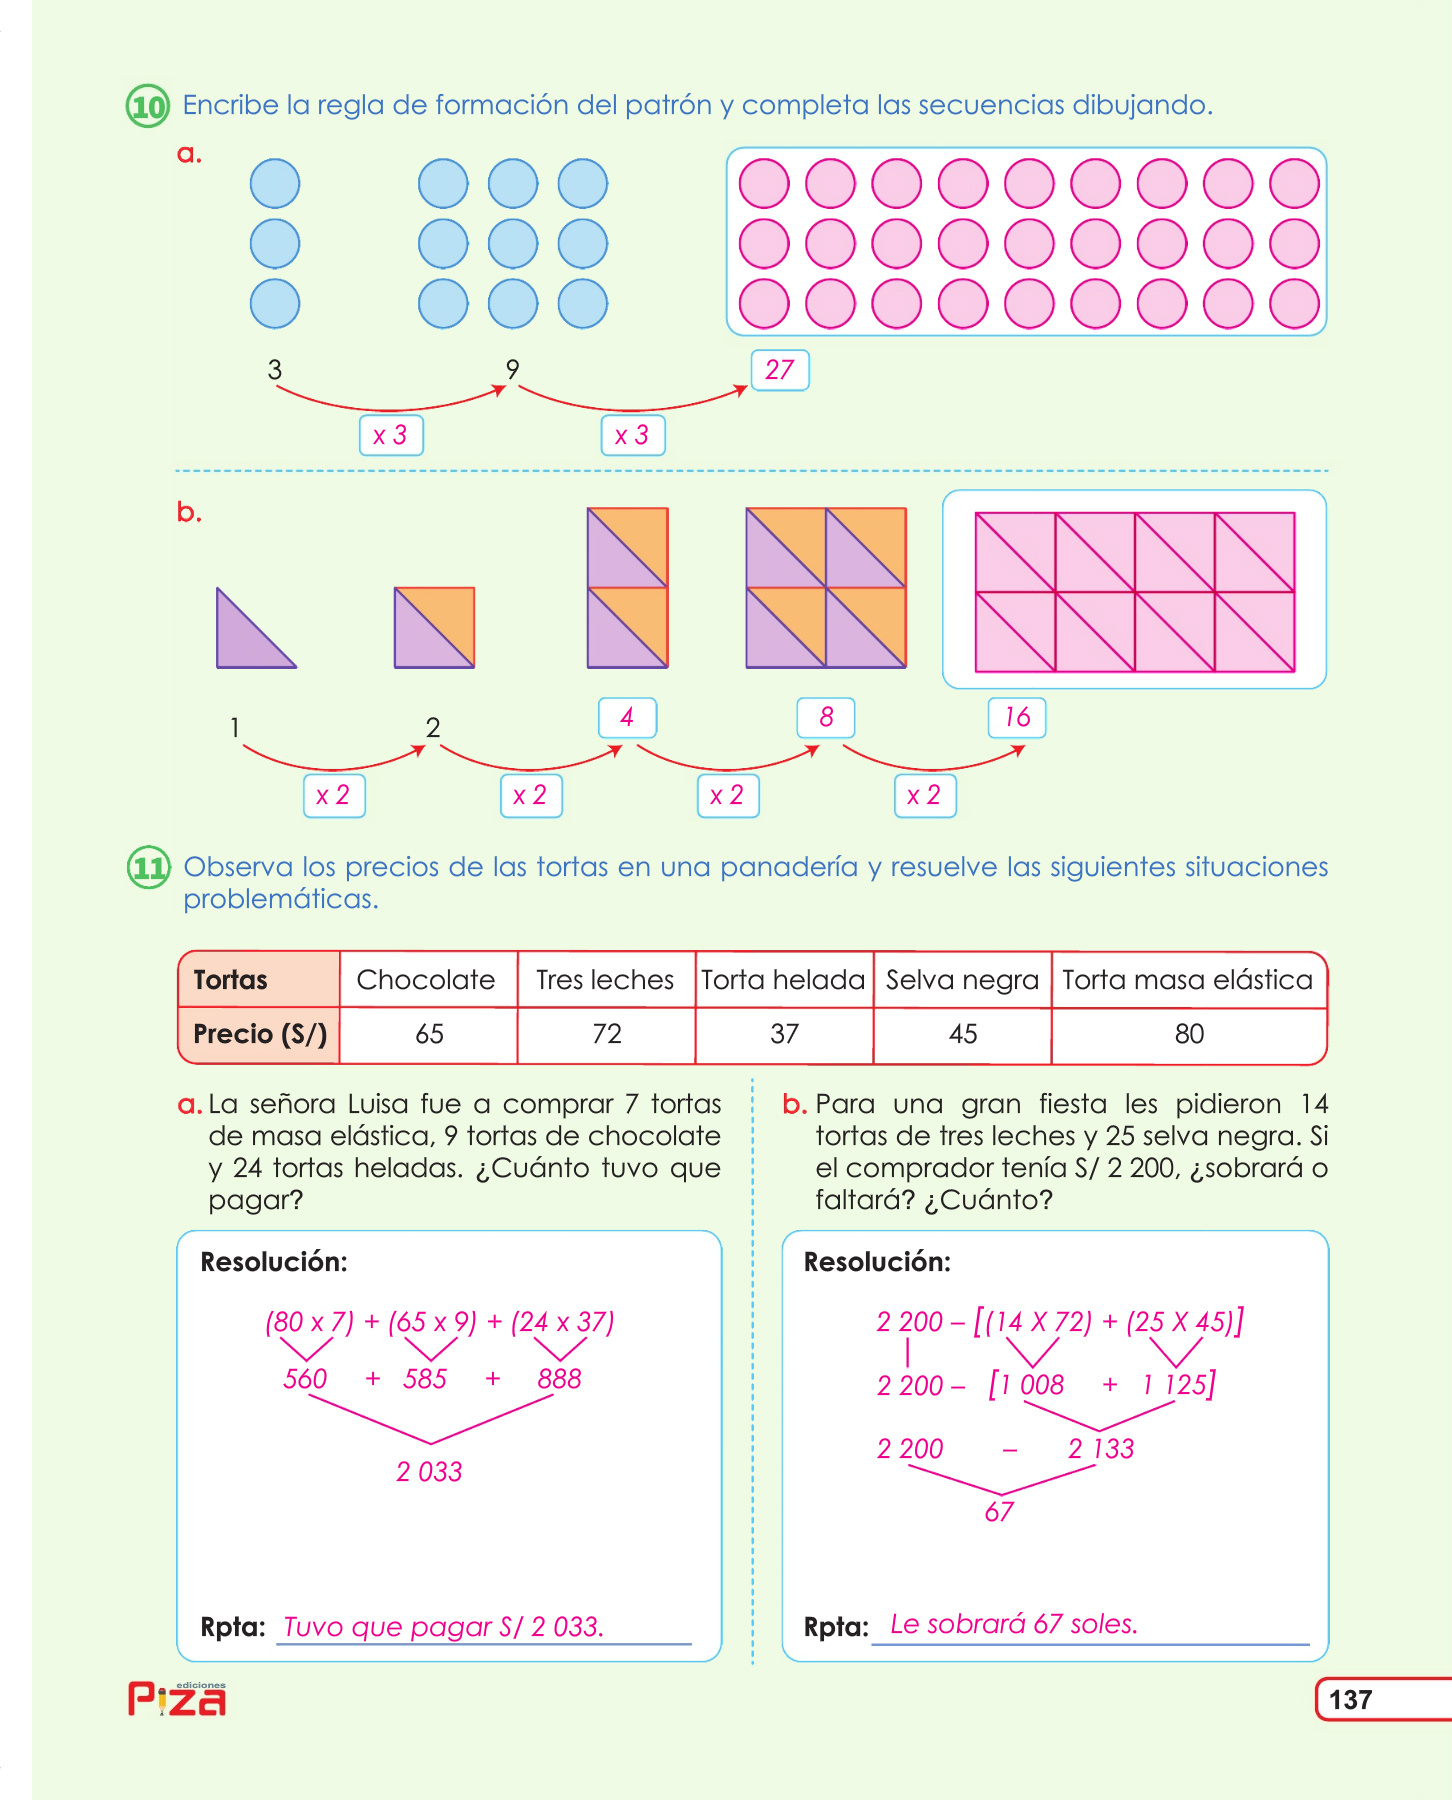 10 Encribe la regla de formación del patrón y completa las secuencias dibujando.
a.
3 9 27
x 3 x 3
b.
1 2 4 8 16
x 2 x 2 x 2 x 2
11 Observa los precios de las tortas en una panadería y resuelve las siguientes situaciones
problemáticas.
Tortas Chocolate Tres leches Torta helada Selva negra Torta masa elástica
Precio (S/) 65 72 37 45 80
a. La señora Luisa fue a comprar 7 tortas
de masa elástica, 9 tortas de chocolate
y 24 tortas heladas. ¿Cuánto tuvo que
pagar?
Resolución:
(80 x 7) + (65 x 9) + (24 x 37)
560 + 585 + 888
2 033
Rpta: Tuvo que pagar S/ 2 033.
b. Para una gran fiesta les pidieron 14
tortas de tres leches y 25 selva negra. Si
el comprador tenía S/ 2 200, ¿sobrará o
faltará? ¿Cuánto?
Resolución:
2 200 – [(14 X 72) + (25 X 45)]
2 200 – [1 008 + 1 125]
2 200 – 2 133
67
Rpta: Le sobrará 67 soles.
ediciones
Piza
137